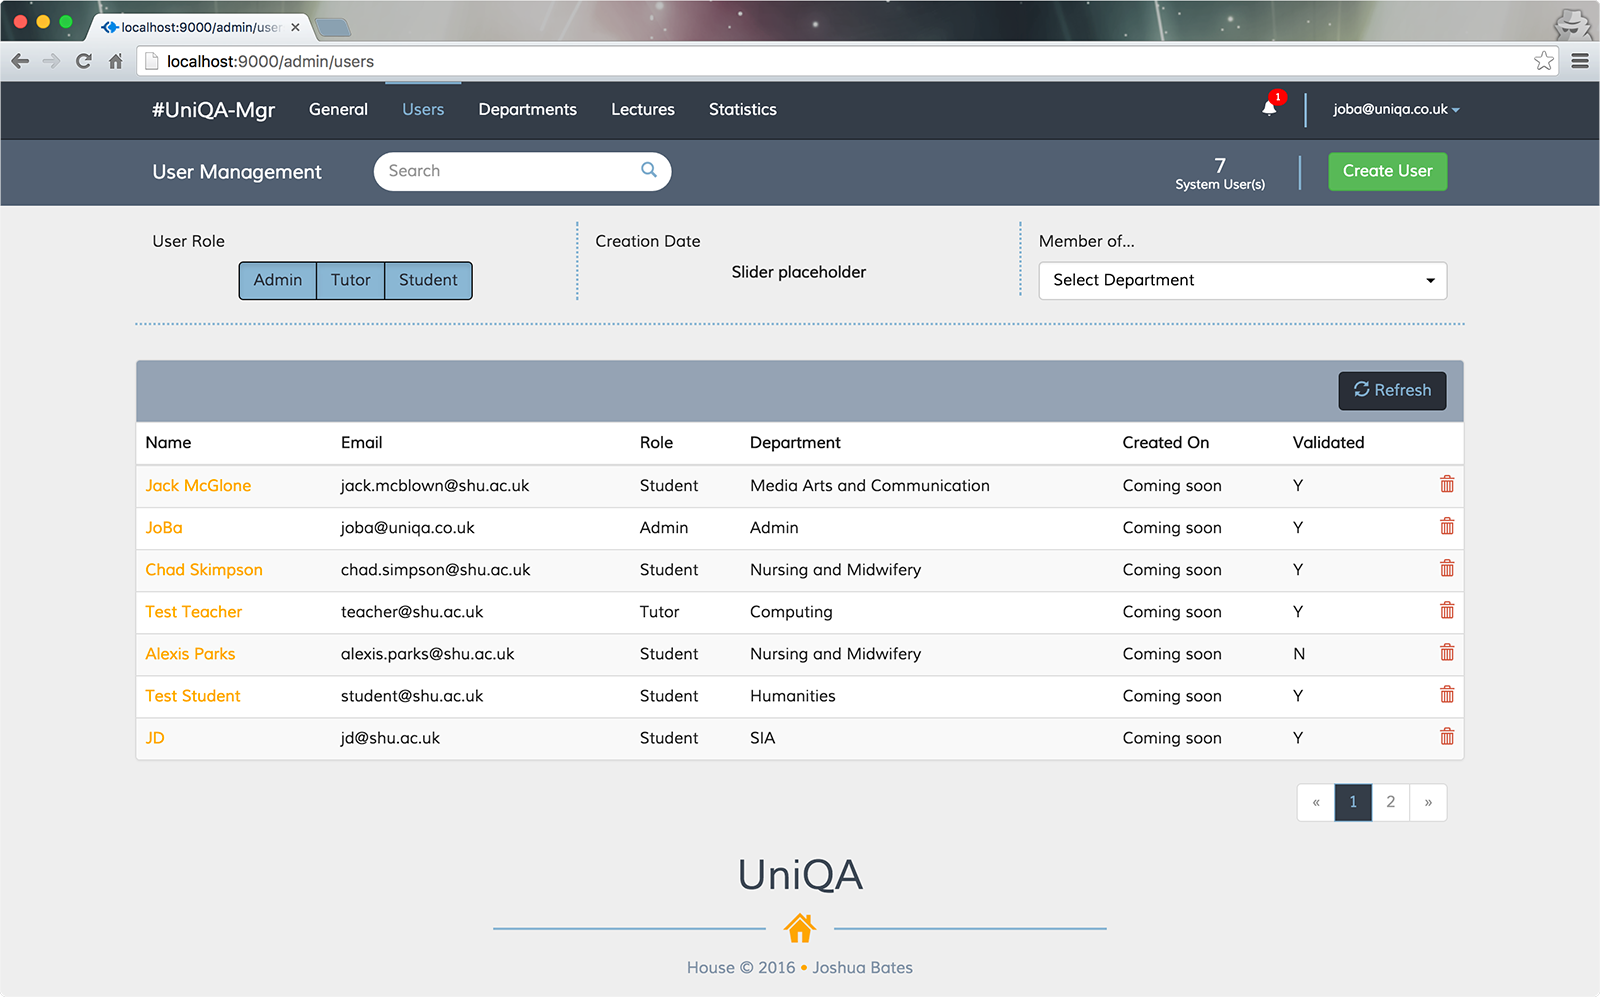 localhost:9000/admin/user
localhost:9000/admin/users
#UniQA-Mgr General Users Departments Lectures Statistics 1 joba@uniqa.co.uk
User Management Search 7 System User(s) Create User
User Role Creation Date Member of...
Admin Tutor Student Slider placeholder Select Department
Refresh
Name Email Role Department Created On Validated
Jack McGlone jack.mcblown@shu.ac.uk Student Media Arts and Communication Coming soon Y
JoBa joba@uniqa.co.uk Admin Admin Coming soon Y
Chad Skimpson chad.simpson@shu.ac.uk Student Nursing and Midwifery Coming soon Y
Test Teacher teacher@shu.ac.uk Tutor Computing Coming soon Y
Alexis Parks alexis.parks@shu.ac.uk Student Nursing and Midwifery Coming soon N
Test Student student@shu.ac.uk Student Humanities Coming soon Y
JD jd@shu.ac.uk Student SIA Coming soon Y
« 1 2 »
UniQA
House © 2016 • Joshua Bates